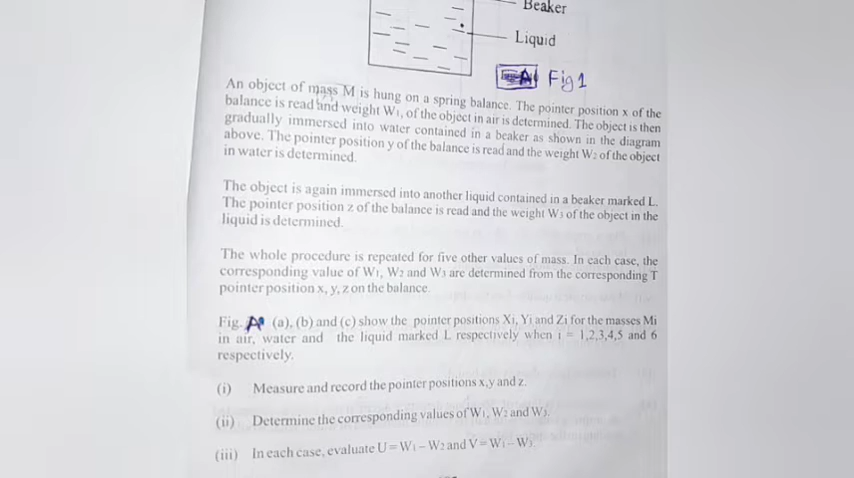 Beaker
Liquid
A Fig 1
An object of mass M is hung on a spring balance. The pointer position x of the
balance is read and weight W1, of the object in air is determined. The object is then
gradually immersed into water contained in a beaker as shown in the diagram
above. The pointer position y of the balance is read and the weight W2 of the object
in water is determined.
The object is again immersed into another liquid contained in a beaker marked L.
The pointer position z of the balance is read and the weight W3 of the object in the
liquid is determined.
The whole procedure is repeated for five other values of mass. In each case, the
corresponding value of W1, W2 and W3 are determined from the corresponding T
pointer position x, y, z on the balance.
Fig. A (a), (b) and (c) show the pointer positions Xi, Yi and Zi for the masses Mi
in air, water and the liquid marked L respectively when i = 1,2,3,4,5 and 6
respectively.
(i) Measure and record the pointer positions x,y and z.
(ii) Determine the corresponding values of W1, W2 and W3.
(iii) In each case, evaluate U = W1 – W2 and V = W1 – W3